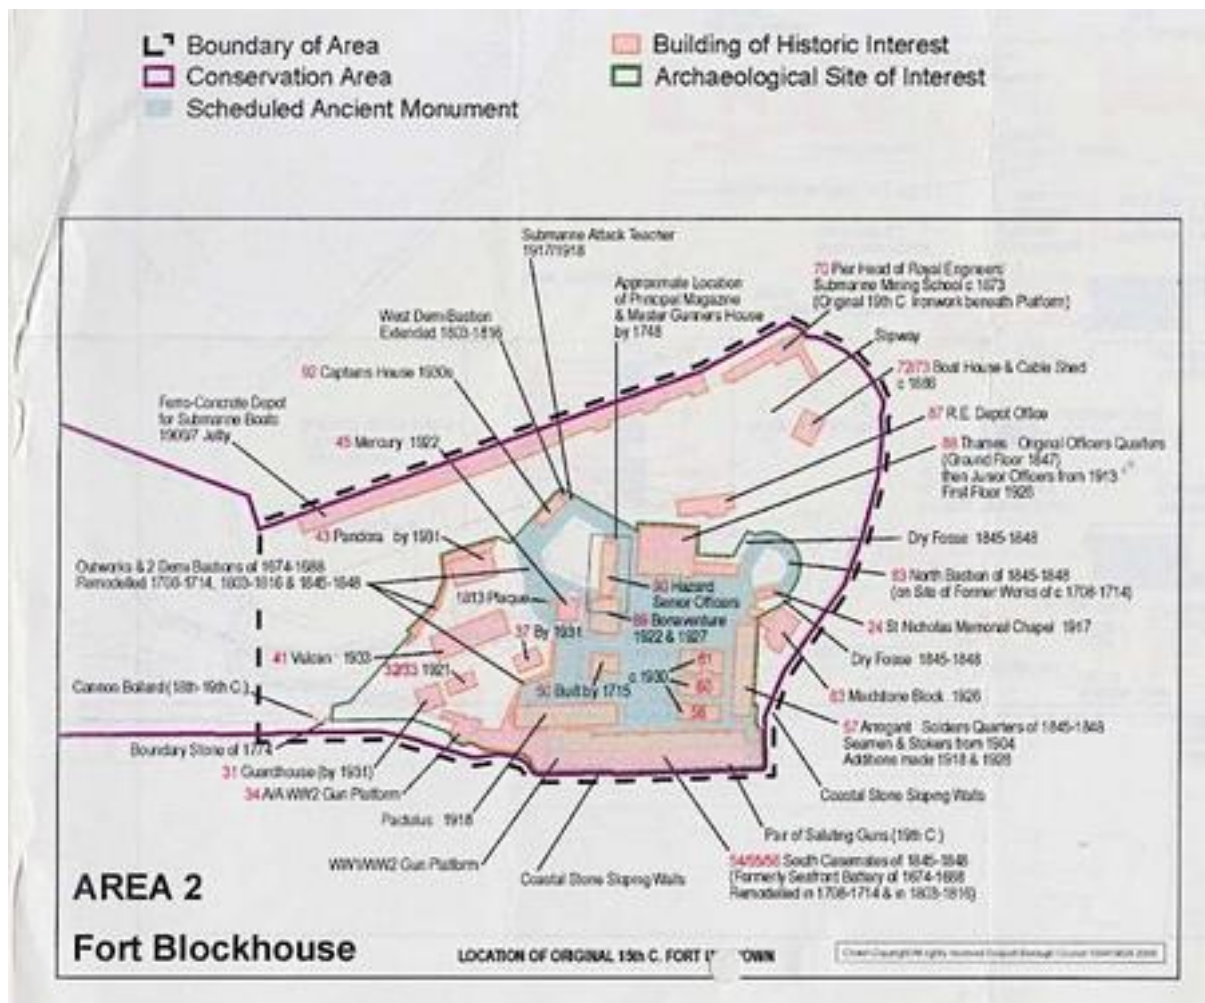 Boundary of Area
Conservation Area
Scheduled Ancient Monument
Building of Historic Interest
Archaeological Site of Interest
Submarine Attack Teacher
1917/1918
Approximate Location
of Principal Magazine
& Master Gunners House
by 1748
70 Pier Head of Royal Engineers
Submarine Mining School c 1873
(Original 19th C. Ironwork beneath Platform)
West Demi-Bastion
Extended 1803-1816
Slipway
92 Captains House 1930s
72/73 Boat House & Cable Shed
c 1886
Ferro-Concrete Depot
for Submarine Boats
Jetty
45 Mercury 1922
87 R.E. Depot Office
88 Thames Original Officers Quarters
(Ground Floor 1847)
then Junior Officers from 1913
First Floor 1926
43 Pandora by 1931
Dry Fosse 1845-1848
Outworks & 2 Demi Bastions of 1674-1688
Remodelled 1708-1714, 1803-1816 & 1845-1848
1813 Plaque
90 Hazard
Senior Officers
89 Bonaventure
1922 & 1927
63 North Bastion of 1845-1848
(on Site of Former Works of c 1708-1714)
37 By 1931
24 St Nicholas Memorial Chapel 1917
41 Vulcan 1903
32/33 1921
61
c 1930
60
Dry Fosse 1845-1848
Cannon Bollard (18th-19th C.)
50 Built by 1715
58
Maidstone Block 1926
Boundary Stone of 1774
57 Arrogant Soldiers Quarters of 1845-1848
Seamen & Stokers from 1904
Additions made 1918 & 1926
31 Guardhouse (by 1931)
34 A/A WW2 Gun Platform
Coastal Stone Sloping Walls
Pactolus 1918
Pair of Saluting Guns (19th C.)
WW1/WW2 Gun Platform
Coastal Stone Sloping Walls
54/55/56 South Casemates of 1845-1848
(Formerly Seafront Battery of 1674-1688
Remodelled in 1708-1714 & in 1803-1816)
AREA 2
Fort Blockhouse
LOCATION OF ORIGINAL 15th C. FORT OWN
Crown Copyright All rights reserved Gosport Borough Council